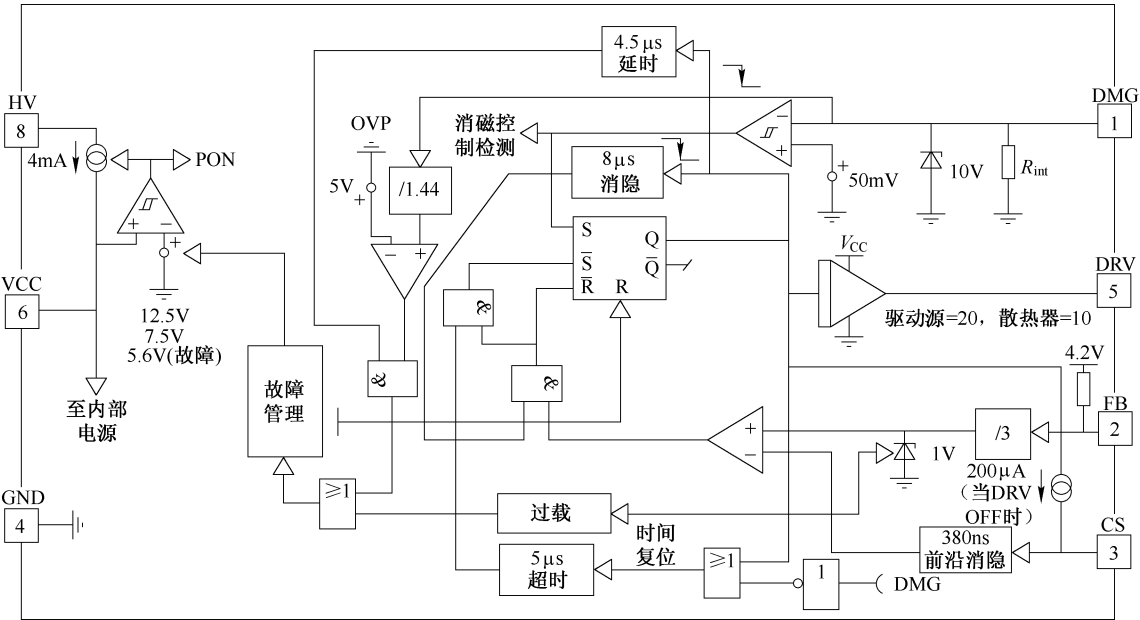 4.5μs
延时
DMG
1
HV
8
4mA
PON
OVP
5V
+
消磁控
制检测
/1.44
8μs
消隐
−
+
+
50mV
10V
Rint
+
−
+
−
+
S
Q
S̅
Q̅
R̅
R
VCC
6
12.5V
7.5V
5.6V(故障)
VCC
DRV
5
驱动源=20，散热器=10
&
&
&
至内部
电源
故障
管理
4.2V
FB
2
+
−
/3
1V
200μA
（当DRV
OFF时）
GND
4
≥1
过载
时间
复位
5μs
超时
≥1
1
DMG
380ns
前沿消隐
CS
3